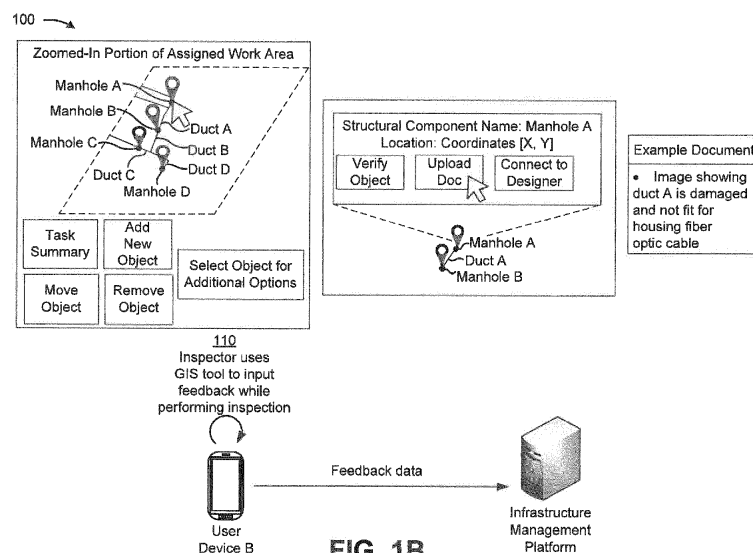 100
Zoomed-In Portion of Assigned Work Area
Manhole A
Manhole B
Duct A
Manhole C
Duct B
Duct D
Duct C
Manhole D
Task
Summary
Add
New
Object
Select Object for
Additional Options
Move
Object
Remove
Object
Structural Component Name: Manhole A
Location: Coordinates [X, Y]
Verify
Object
Upload
Doc
Connect to
Designer
Manhole A
Duct A
Manhole B
Example Document
• Image showing
duct A is damaged
and not fit for
housing fiber
optic cable
110
Inspector uses
GIS tool to input
feedback while
performing inspection
Feedback data
User
Device B
Infrastructure
Management
Platform
FIG. 1B